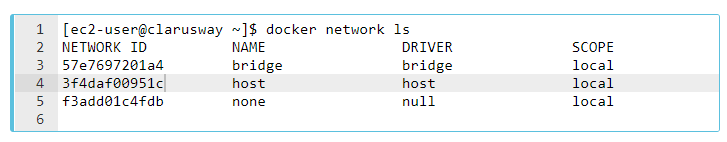 1 [ec2-user@clarusway ~]$ docker network ls
2 NETWORK ID          NAME                DRIVER              SCOPE
3 57e7697201a4        bridge              bridge              local
4 3f4daf00951c        host                host                local
5 f3add01c4fdb        none                null                local
6